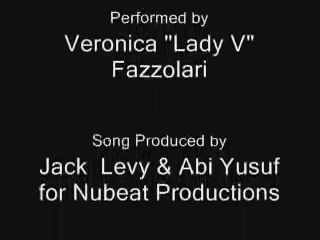 Performed by
Veronica "Lady V"
Fazzolari
Song Produced by
Jack Levy & Abi Yusuf
for Nubeat Productions